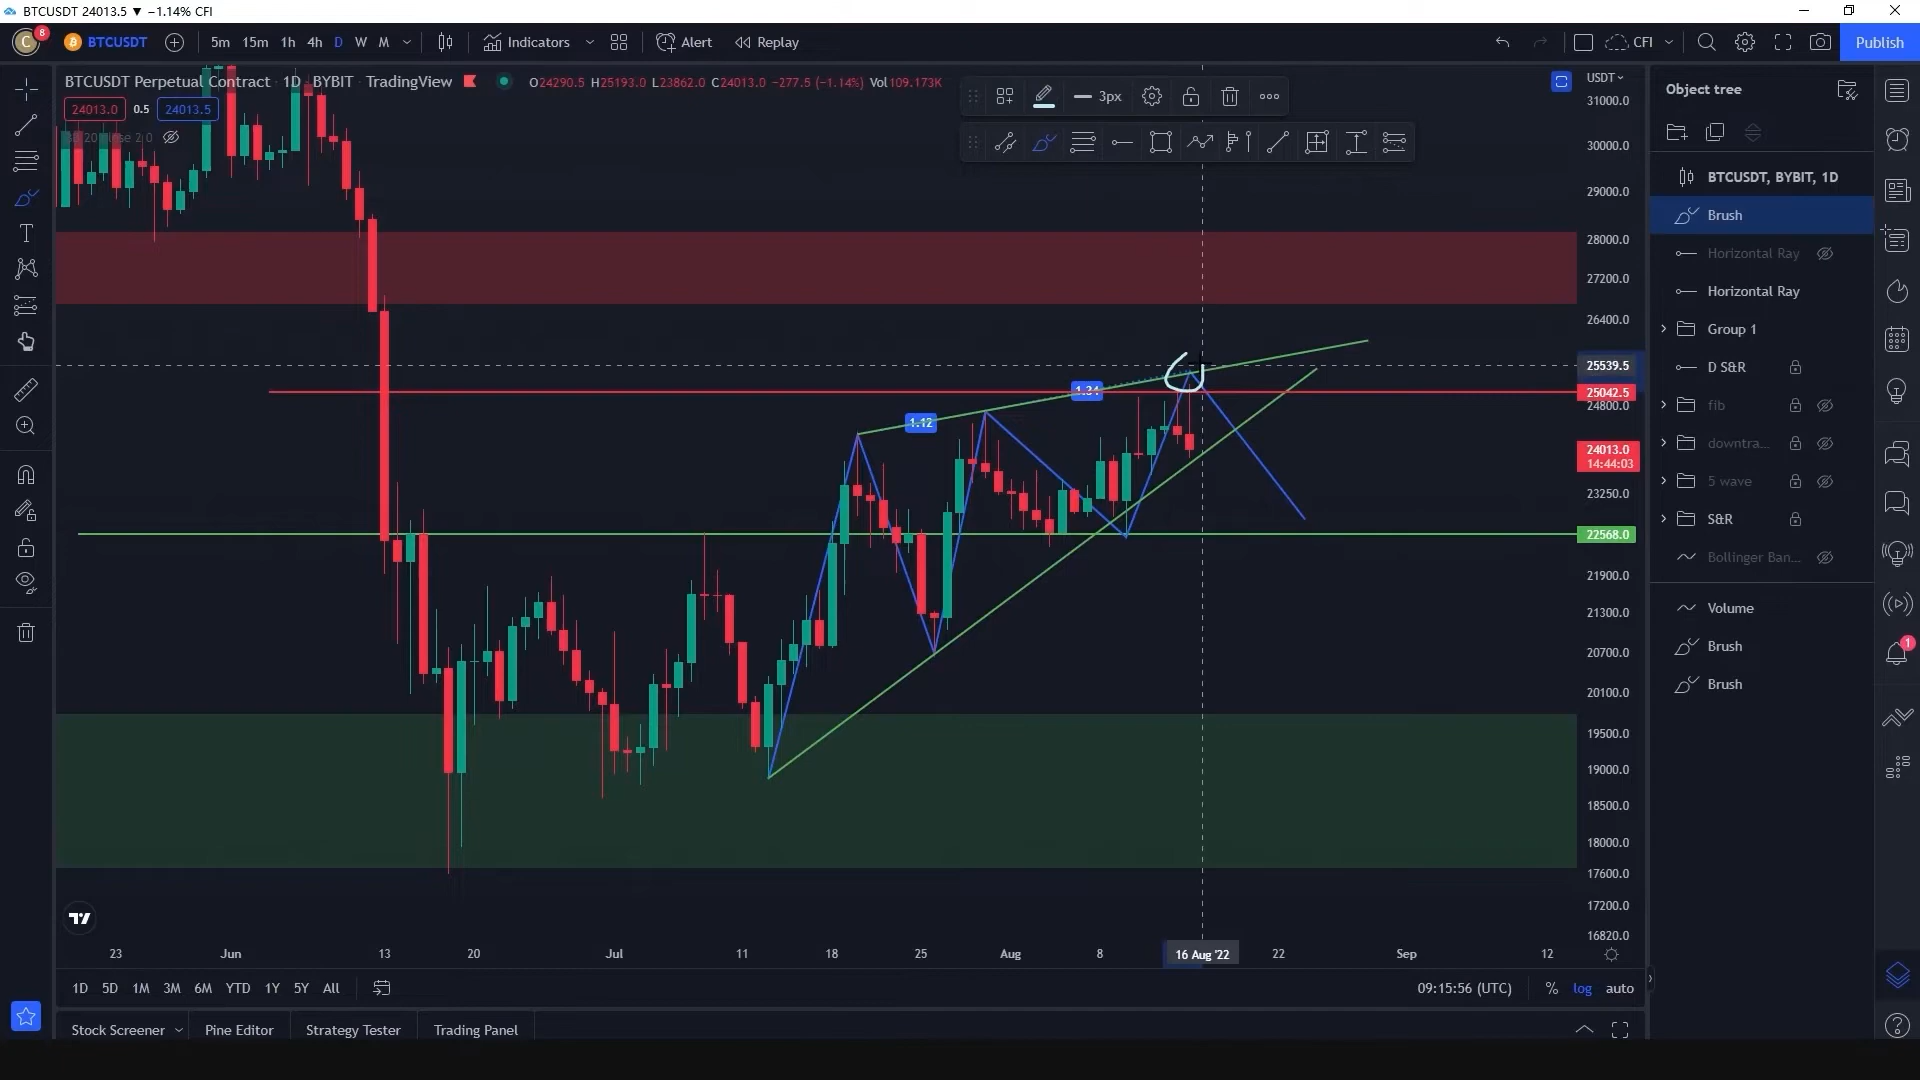 BTCUSDT 24013.5 ▼ −1.14% CFI
C 8 BTCUSDT 5m 15m 1h 4h D W M Indicators Alert Replay CFI Publish
BTCUSDT Perpetual Contract · 1D · BYBIT · TradingView O24290.5 H25193.0 L23862.0 C24013.0 −277.5 (−1.14%) Vol109.173K
24013.0 0.5 24013.5
3px
USDT
31000.0
30000.0
29000.0
28000.0
27200.0
26400.0
25539.5
25042.5
24800.0
24013.0
14:44:03
23250.0
22568.0
21900.0
21300.0
20700.0
20100.0
19500.0
19000.0
18500.0
18000.0
17600.0
17200.0
16820.0
1.34
1.12
23 Jun 13 20 Jul 11 18 25 Aug 8 16 Aug '22 22 Sep 12
1D 5D 1M 3M 6M YTD 1Y 5Y All 09:15:56 (UTC) % log auto
Stock Screener Pine Editor Strategy Tester Trading Panel
Object tree
BTCUSDT, BYBIT, 1D
Brush
Horizontal Ray
Horizontal Ray
Group 1
D S&R
fib
downtra...
5 wave
S&R
Bollinger Ban...
Volume
Brush
Brush
1